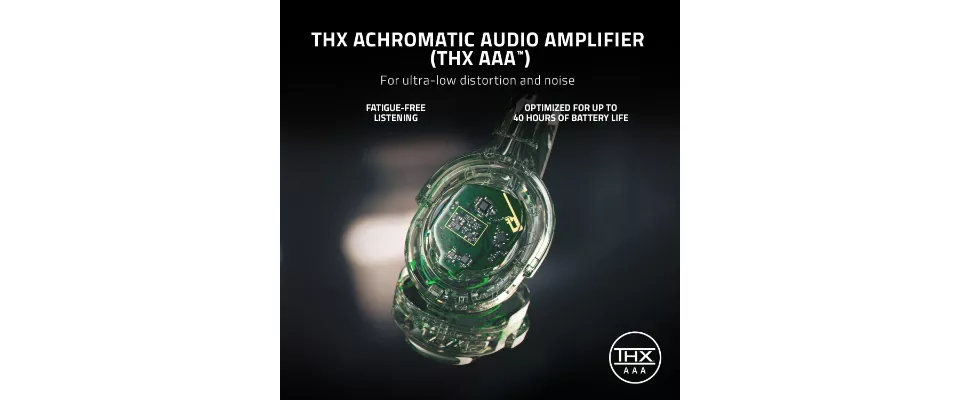 THX ACHROMATIC AUDIO AMPLIFIER
(THX AAA™)
For ultra-low distortion and noise
FATIGUE-FREE
LISTENING
OPTIMIZED FOR UP TO
40 HOURS OF BATTERY LIFE
THX
AAA